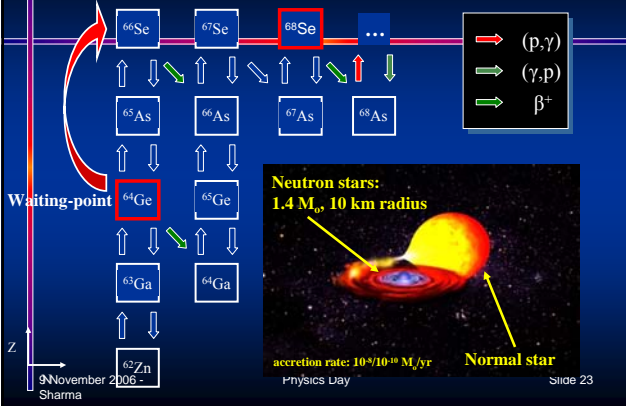 ⁶⁶Se ⁶⁷Se ⁶⁸Se ...
(p,γ)
(γ,p)
β⁺
⁶⁵As ⁶⁶As ⁶⁷As ⁶⁸As
Waiting-point ⁶⁴Ge ⁶⁵Ge
Neutron stars:
1.4 Mₒ, 10 km radius
⁶³Ga ⁶⁴Ga
Z
N
⁶²Zn
accretion rate: 10⁻⁸/10⁻¹⁰ Mₒ/yr
Normal star
9 November 2006 -
Sharma
Physics Day
Slide 23